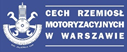 CECH RZEMIOSŁ
MOTORYZACYJNYCH
W WARSZAWIE